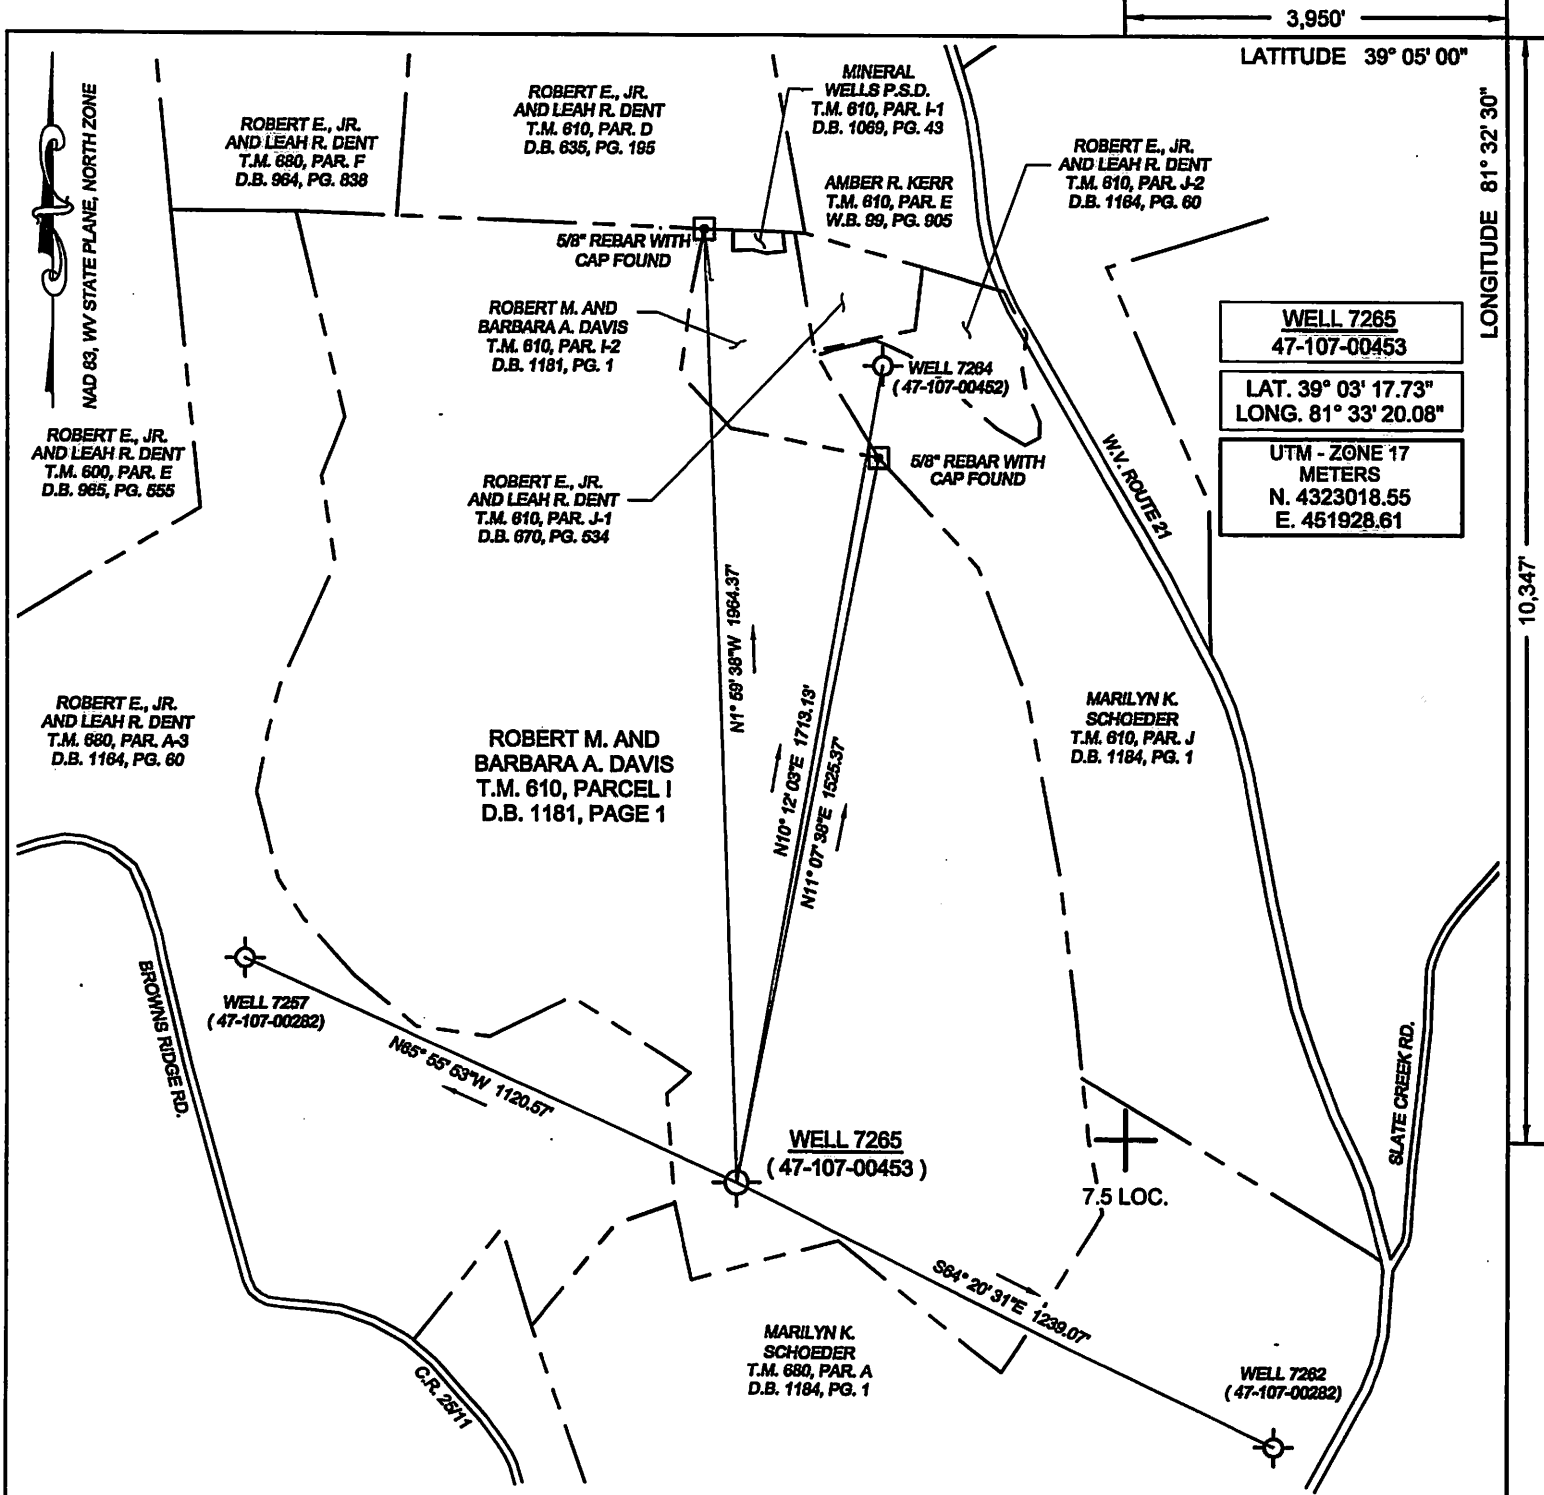 3,950'
LATITUDE 39° 05' 00"
LONGITUDE 81° 32' 30"
10,347'
NAD 83, WV STATE PLANE, NORTH ZONE
ROBERT E., JR.
AND LEAH R. DENT
T.M. 680, PAR. F
D.B. 964, PG. 838
ROBERT E., JR.
AND LEAH R. DENT
T.M. 610, PAR. D
D.B. 635, PG. 195
MINERAL
WELLS P.S.D.
T.M. 610, PAR. I-1
D.B. 1069, PG. 43
AMBER R. KERR
T.M. 610, PAR. E
W.B. 99, PG. 905
ROBERT E., JR.
AND LEAH R. DENT
T.M. 610, PAR. J-2
D.B. 1164, PG. 60
5/8" REBAR WITH
CAP FOUND
ROBERT M. AND
BARBARA A. DAVIS
T.M. 610, PAR. I-2
D.B. 1181, PG. 1
WELL 7265
47-107-00453
LAT. 39° 03' 17.73"
LONG. 81° 33' 20.08"
UTM - ZONE 17
METERS
N. 4323018.55
E. 451928.61
WELL 7264
( 47-107-00452)
ROBERT E., JR.
AND LEAH R. DENT
T.M. 600, PAR. E
D.B. 965, PG. 555
ROBERT E., JR.
AND LEAH R. DENT
T.M. 610, PAR. J-1
D.B. 670, PG. 534
5/8" REBAR WITH
CAP FOUND
W.V. ROUTE 21
N1° 59' 38"W 1964.37'
N10° 12' 03"E 1713.13'
N11° 07' 38"E 1525.37'
ROBERT E., JR.
AND LEAH R. DENT
T.M. 680, PAR. A-3
D.B. 1164, PG. 60
ROBERT M. AND
BARBARA A. DAVIS
T.M. 610, PARCEL I
D.B. 1181, PAGE 1
MARILYN K.
SCHOEDER
T.M. 610, PAR. J
D.B. 1184, PG. 1
BROWNS RIDGE RD.
WELL 7257
( 47-107-00282)
N65° 55' 53"W 1120.57'
WELL 7265
( 47-107-00453 )
7.5 LOC.
SLATE CREEK RD.
S64° 20' 31"E 1239.07'
MARILYN K.
SCHOEDER
T.M. 680, PAR. A
D.B. 1184, PG. 1
C.R. 25/11
WELL 7262
( 47-107-00282)